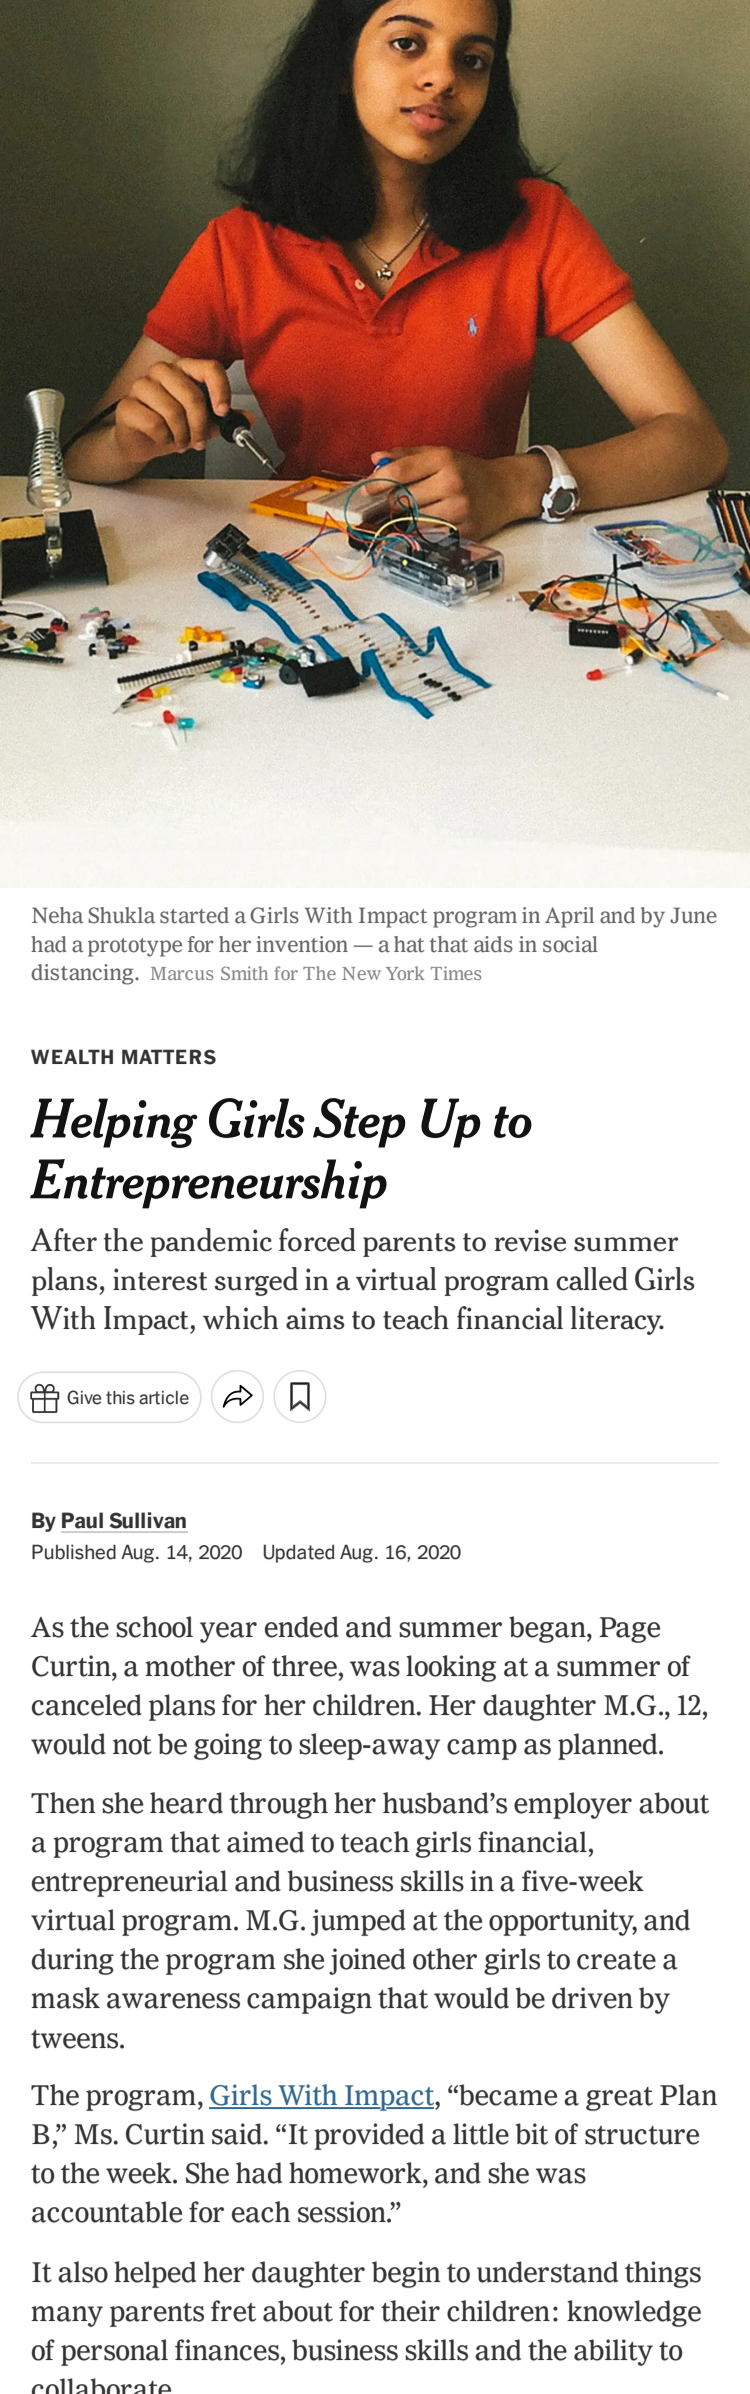 Neha Shukla started a Girls With Impact program in April and by June
had a prototype for her invention — a hat that aids in social
distancing. Marcus Smith for The New York Times
WEALTH MATTERS
Helping Girls Step Up to
Entrepreneurship
After the pandemic forced parents to revise summer
plans, interest surged in a virtual program called Girls
With Impact, which aims to teach financial literacy.
Give this article
By Paul Sullivan
Published Aug. 14, 2020 Updated Aug. 16, 2020
As the school year ended and summer began, Page
Curtin, a mother of three, was looking at a summer of
canceled plans for her children. Her daughter M.G., 12,
would not be going to sleep-away camp as planned.
Then she heard through her husband’s employer about
a program that aimed to teach girls financial,
entrepreneurial and business skills in a five-week
virtual program. M.G. jumped at the opportunity, and
during the program she joined other girls to create a
mask awareness campaign that would be driven by
tweens.
The program, Girls With Impact, “became a great Plan
B,” Ms. Curtin said. “It provided a little bit of structure
to the week. She had homework, and she was
accountable for each session.”
It also helped her daughter begin to understand things
many parents fret about for their children: knowledge
of personal finances, business skills and the ability to
collaborate.